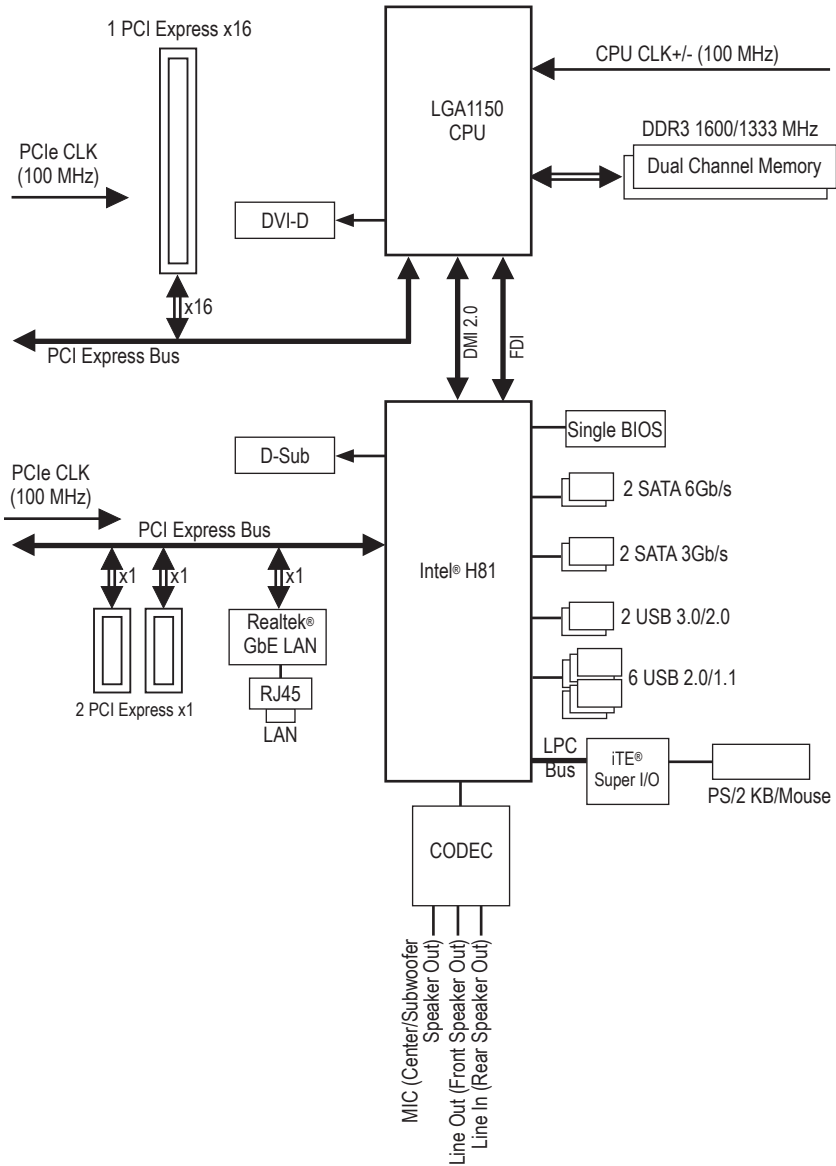 1 PCI Express x16
CPU CLK+/- (100 MHz)
LGA1150
CPU
DDR3 1600/1333 MHz
Dual Channel Memory
PCIe CLK
(100 MHz)
DVI-D
x16
PCI Express Bus
DMI 2.0
FDI
D-Sub
Single BIOS
PCIe CLK
(100 MHz)
2 SATA 6Gb/s
PCI Express Bus
2 SATA 3Gb/s
Intel® H81
x1
x1
x1
2 USB 3.0/2.0
Realtek®
GbE LAN
6 USB 2.0/1.1
RJ45
2 PCI Express x1
LAN
LPC
Bus
iTE®
Super I/O
PS/2 KB/Mouse
CODEC
MIC (Center/Subwoofer
Speaker Out)
Line Out (Front Speaker Out)
Line In (Rear Speaker Out)